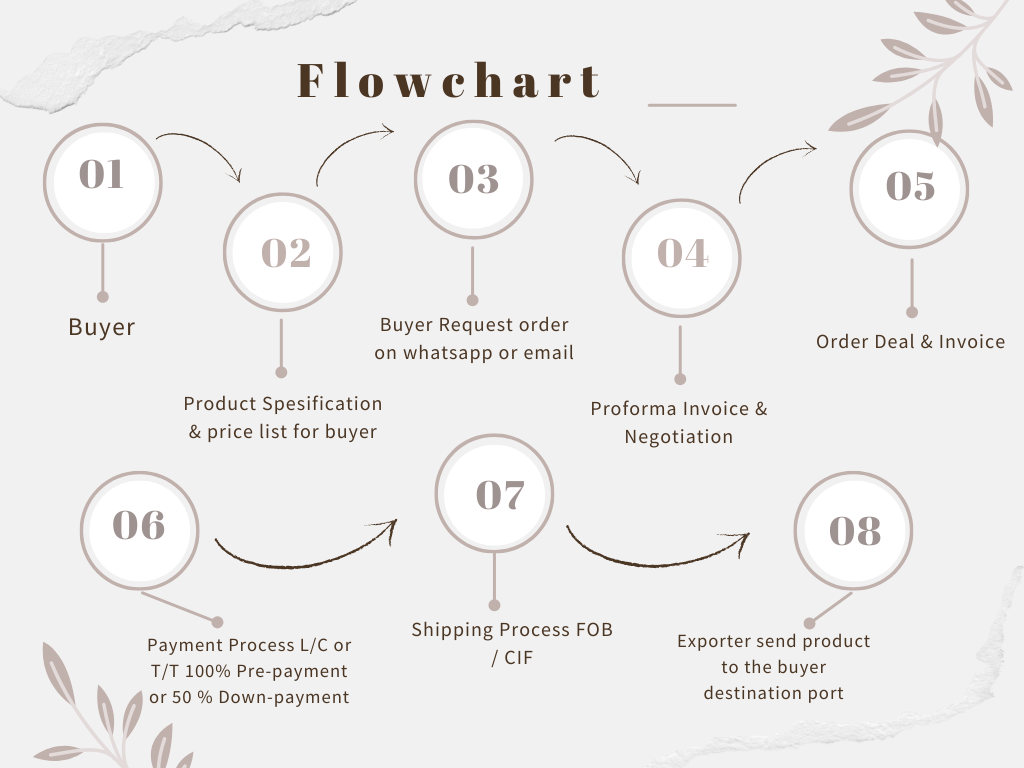 Flowchart
01
Buyer
02
Product Spesification
& price list for buyer
03
Buyer Request order
on whatsapp or email
04
Proforma Invoice &
Negotiation
05
Order Deal & Invoice
06
Payment Process L/C or
T/T 100% Pre-payment
or 50 % Down-payment
07
Shipping Process FOB
/ CIF
08
Exporter send product
to the buyer
destination port